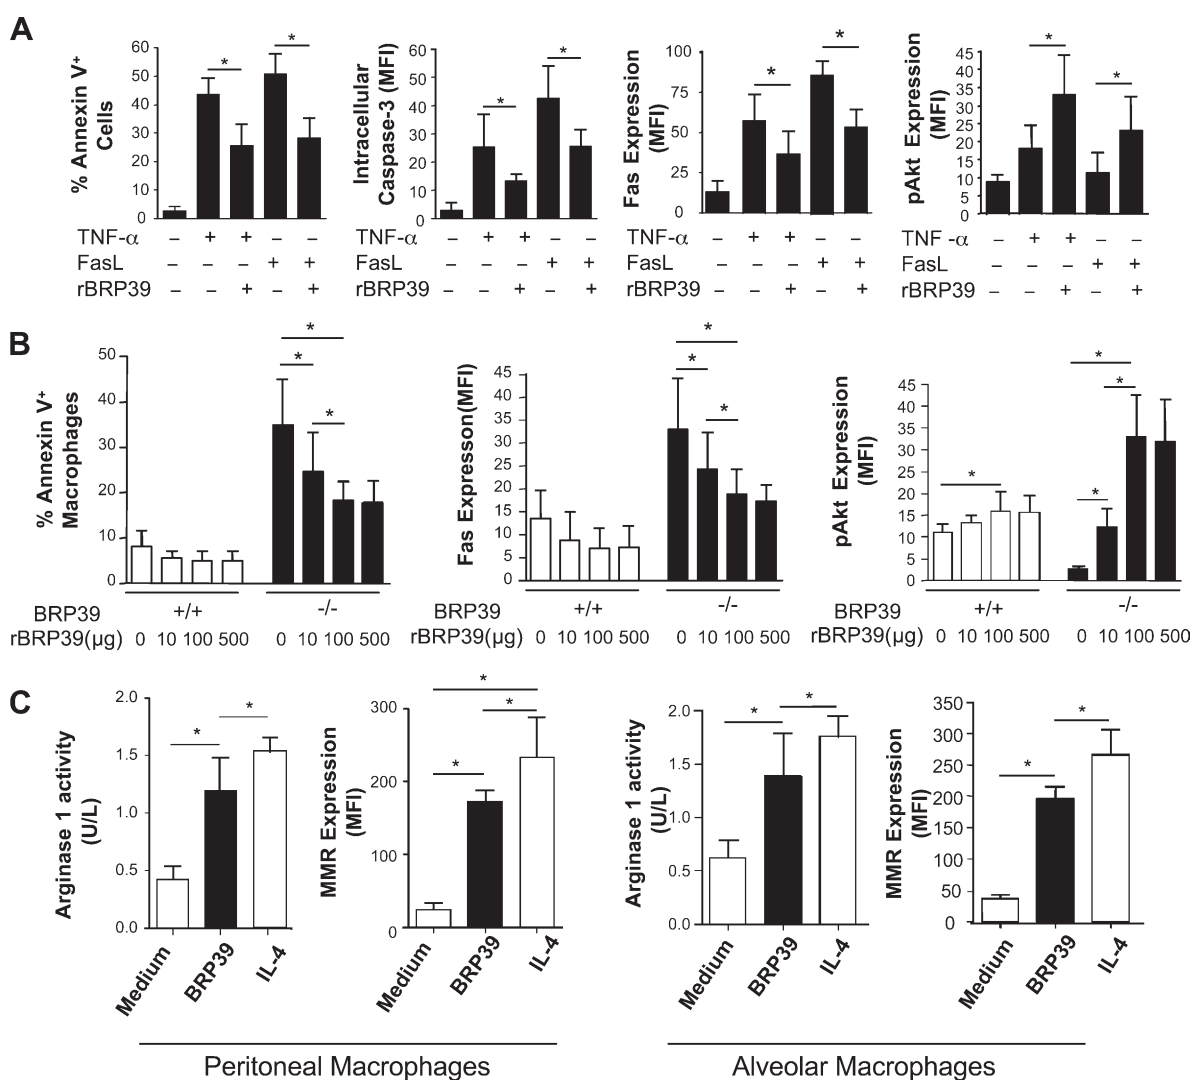 A
% Annexin V+
Cells
60
50
40
30
20
10
0
* *
Intracellular
Caspase-3 (MFI)
60
50
40
30
20
10
0
* *
Fas Expression
(MFI)
100
75
50
25
0
* *
pAkt Expression
(MFI)
45
40
35
30
25
20
15
10
5
0
* *
TNF-α – + + – –
FasL – – – + +
rBRP39 – – + – +
TNF-α – + + – –
FasL – – – + +
rBRP39 – – + – +
TNF-α – + + – –
FasL – – – + +
rBRP39 – – + – +
TNF -α – + + – –
FasL – – – + +
rBRP39 – – + – +
B
% Annexin V+
Macrophages
50
40
30
20
10
0
* * *
BRP39 +/+ -/-
rBRP39(µg) 0 10 100 500 0 10 100 500
Fas Expresson(MFI)
45
40
35
30
25
20
15
10
5
0
* * *
BRP39 +/+ -/-
rBRP39(µg) 0 10 100 500 0 10 100 500
pAkt Expression
(MFI)
45
40
35
30
25
20
15
10
5
0
* * * *
BRP39 +/+ -/-
rBRP39(µg) 0 10 100 500 0 10 100 500
C
Arginase 1 activity
(U/L)
2.0
1.5
1.0
0.5
0.0
* *
Medium BRP39 IL-4
MMR Expression
(MFI)
300
200
100
0
* * *
Medium BRP39 IL-4
Peritoneal Macrophages
Arginase 1 activity
(U/L)
2.0
1.5
1.0
0.5
0.0
* *
Medium BRP39 IL-4
MMR Expression
(MFI)
350
300
250
200
150
100
50
0
* *
Medium BRP39 IL-4
Alveolar Macrophages